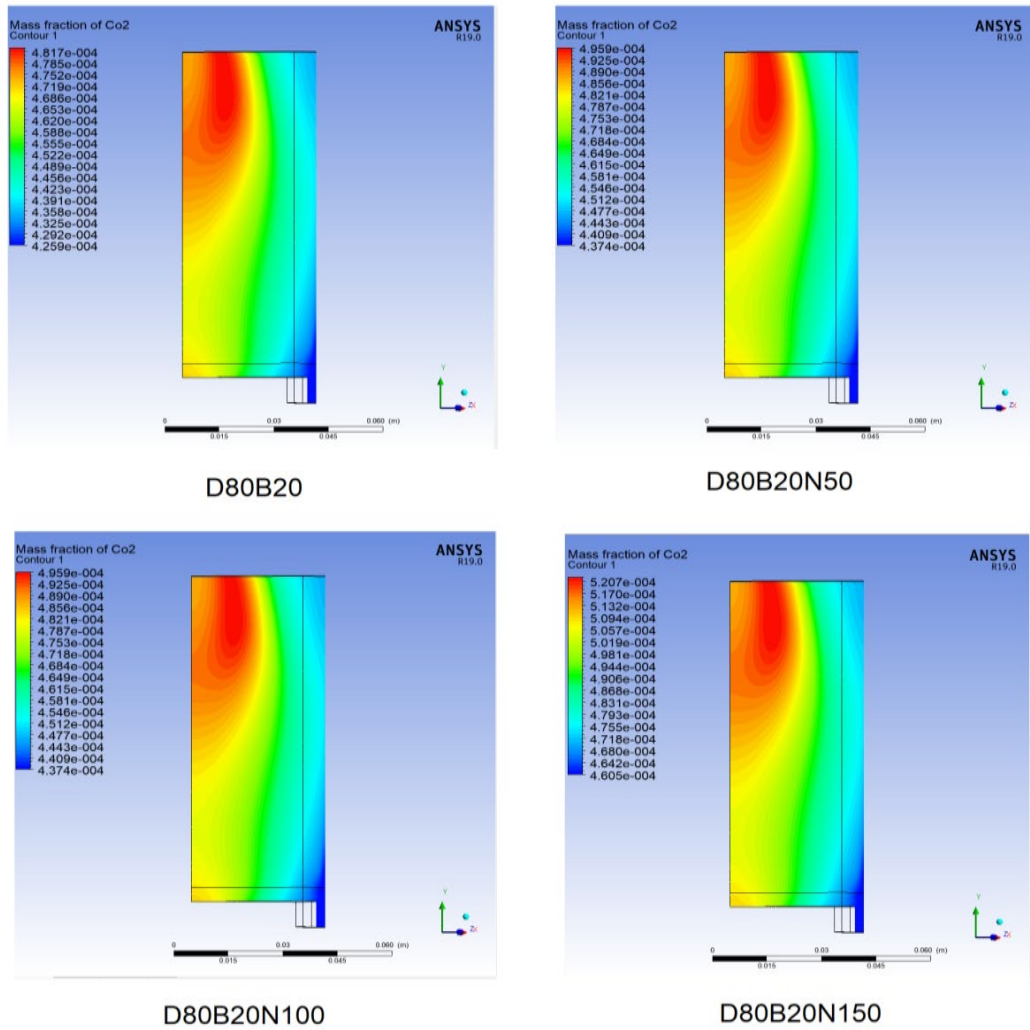 Mass fraction of Co2
Contour 1
4.817e-004
4.785e-004
4.752e-004
4.719e-004
4.686e-004
4.653e-004
4.620e-004
4.588e-004
4.555e-004
4.522e-004
4.489e-004
4.456e-004
4.423e-004
4.391e-004
4.358e-004
4.325e-004
4.292e-004
4.259e-004
ANSYS
R19.0
Y
ZX
0 0.03 0.060 (m)
0.015 0.045
D80B20
Mass fraction of Co2
Contour 1
4.959e-004
4.925e-004
4.890e-004
4.856e-004
4.821e-004
4.787e-004
4.753e-004
4.718e-004
4.684e-004
4.649e-004
4.615e-004
4.581e-004
4.546e-004
4.512e-004
4.477e-004
4.443e-004
4.409e-004
4.374e-004
ANSYS
R19.0
Y
ZX
0 0.03 0.060 (m)
0.015 0.045
D80B20N50
Mass fraction of Co2
Contour 1
4.959e-004
4.925e-004
4.890e-004
4.856e-004
4.821e-004
4.787e-004
4.753e-004
4.718e-004
4.684e-004
4.649e-004
4.615e-004
4.581e-004
4.546e-004
4.512e-004
4.477e-004
4.443e-004
4.409e-004
4.374e-004
ANSYS
R19.0
Y
ZX
0 0.03 0.060 (m)
0.015 0.045
D80B20N100
Mass fraction of Co2
Contour 1
5.207e-004
5.170e-004
5.132e-004
5.094e-004
5.057e-004
5.019e-004
4.981e-004
4.944e-004
4.906e-004
4.868e-004
4.831e-004
4.793e-004
4.755e-004
4.718e-004
4.680e-004
4.642e-004
4.605e-004
ANSYS
R19.0
Y
ZX
0 0.03 0.060 (m)
0.015 0.045
D80B20N150